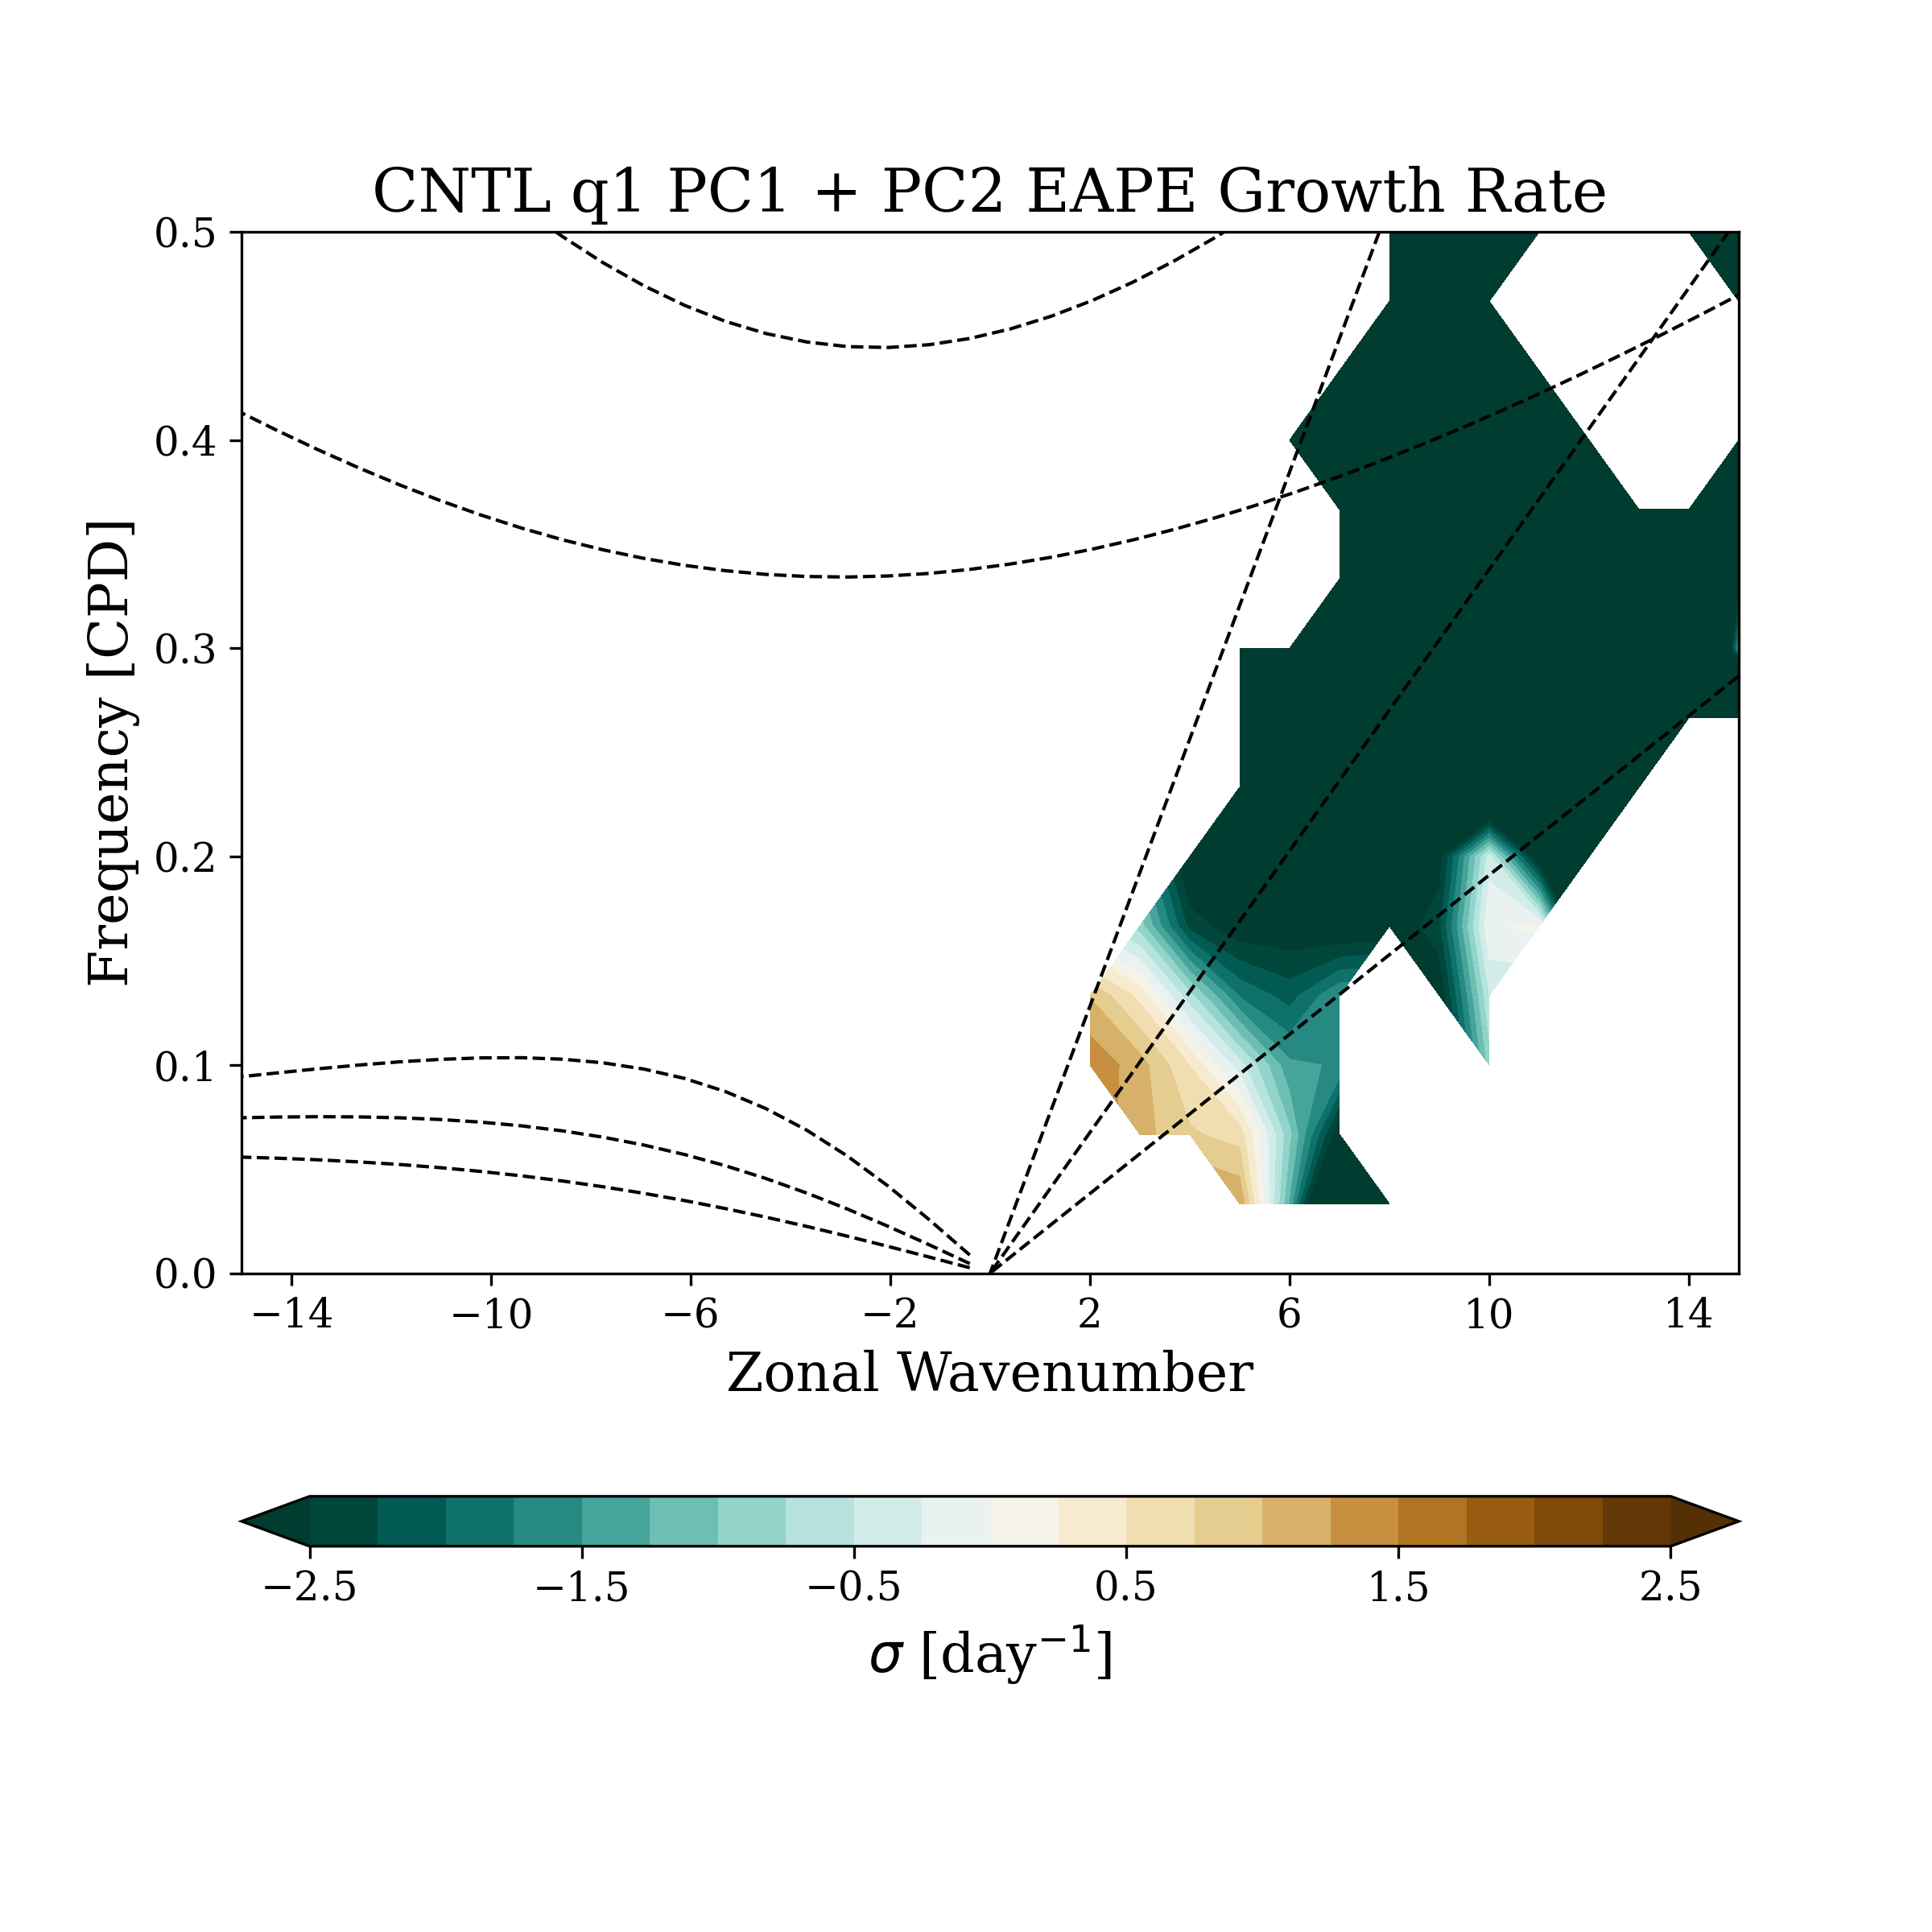 CNTL q1 PC1 + PC2 EAPE Growth Rate
0.5
0.4
0.3
0.2
0.1
0.0
Frequency [CPD]
−14 −10 −6 −2 2 6 10 14
Zonal Wavenumber
−2.5 −1.5 −0.5 0.5 1.5 2.5
σ [day⁻¹]